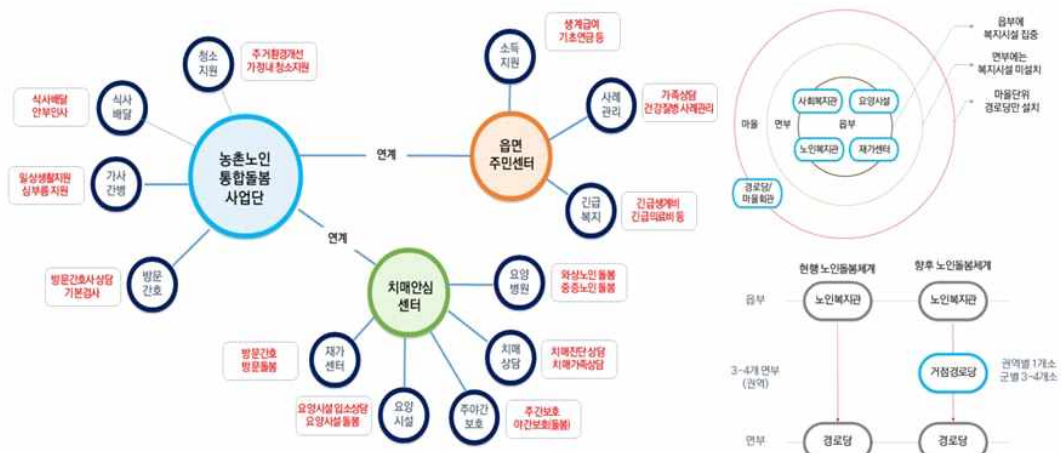 청소
지원
주거환경개선
가정내 청소지원
식사배달
안부인사
식사
배달
일상생활지원
심부름 지원
가사
간병
농촌노인
통합돌봄
사업단
방문간호사 상담
기본검사
방문
간호
연계
연계
생계급여
기초연금 등
소득
지원
사례
관리
가족상담
건강질병 사례관리
읍면
주민센터
긴급
복지
긴급생계비
긴급의료비 등
치매안심
센터
요양
병원
와상노인 돌봄
중증노인 돌봄
치매
상담
치매진단 상담
치매가족상담
방문간호
방문돌봄
재가
센터
요양시설 입소상담
요양시설 돌봄
요양
시설
주야간
보호
주간보호
야간보호(돌봄)
읍부에
복지시설 집중
면부에는
복지시설 미설치
마을단위
경로당만 설치
사회복지관
요양시설
마을
면부
읍부
노인복지관
재가센터
경로당/
마을회관
현행 노인돌봄체계
향후 노인돌봄체계
읍부
노인복지관
노인복지관
3~4개 면부
(권역)
거점경로당
권역별 1개소
군별 3~4개소
면부
경로당
경로당